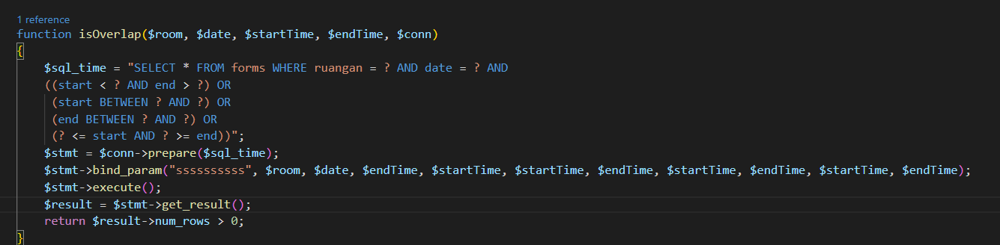 1 reference
function isOverlap($room, $date, $startTime, $endTime, $conn)
{
    $sql_time = "SELECT * FROM forms WHERE ruangan = ? AND date = ? AND
    ((start < ? AND end > ?) OR
     (start BETWEEN ? AND ?) OR
     (end BETWEEN ? AND ?) OR
     (? <= start AND ? >= end))";
    $stmt = $conn->prepare($sql_time);
    $stmt->bind_param("ssssssssss", $room, $date, $endTime, $startTime, $startTime, $endTime, $startTime, $endTime, $startTime, $endTime);
    $stmt->execute();
    $result = $stmt->get_result();
    return $result->num_rows > 0;
}